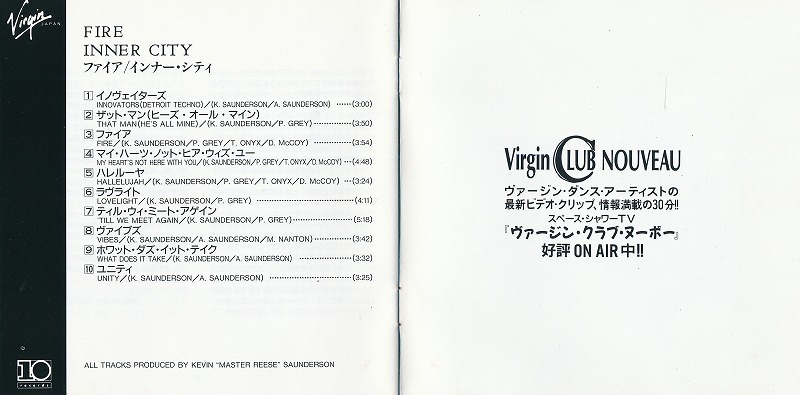 Virgin
JAPAN
FIRE
INNER CITY
ファイア/インナー・シティ
1 イノヴェイターズ
INNOVATORS(DETROIT TECHNO)/(K. SAUNDERSON/A. SAUNDERSON) ……(3:00)
2 ザット・マン(ヒーズ・オール・マイン)
THAT MAN(HE'S ALL MINE)/(K. SAUNDERSON/P. GREY)……………(3:50)
3 ファイア
FIRE/(K. SAUNDERSON/P. GREY/T. ONYX/D. McCOY) ……………(3:54)
4 マイ・ハーツ・ノット・ヒア・ウィズ・ユー
MY HEART'S NOT HERE WITH YOU/(K. SAUNDERSON/P.GREY/T. ONYX/D. McCOY) …(4:48)
5 ハレルーヤ
HALLELUJAH/(K. SAUNDERSON/P. GREY/T. ONYX/D. McCOY) ……(3:24)
6 ラヴライト
LOVELIGHT/(K. SAUNDERSON/P. GREY) ……………………(4:11)
7 ティル・ウィ・ミート・アゲイン
'TILL WE MEET AGAIN/(K. SAUNDERSON/P. GREY) ………………(5:18)
8 ヴァイブズ
VIBES/(K. SAUNDERSON/A. SAUNDERSON/M. NANTON)…………(3:42)
9 ホワット・ダズ・イット・テイク
WHAT DOES IT TAKE/(K. SAUNDERSON/A. SAUNDERSON) …………(3:32)
10 ユニティ
UNITY/(K. SAUNDERSON/A. SAUNDERSON) ……………………(3:25)
ALL TRACKS PRODUCED BY KEVIN "MASTER REESE" SAUNDERSON
10
records
Virgin CLUB NOUVEAU
ヴァージン・ダンス・アーティストの
最新ビデオ・クリップ、情報満載の30分!!
スペース・シャワーTV
『ヴァージン・クラブ・ヌーボー』
好評 ON AIR 中!!